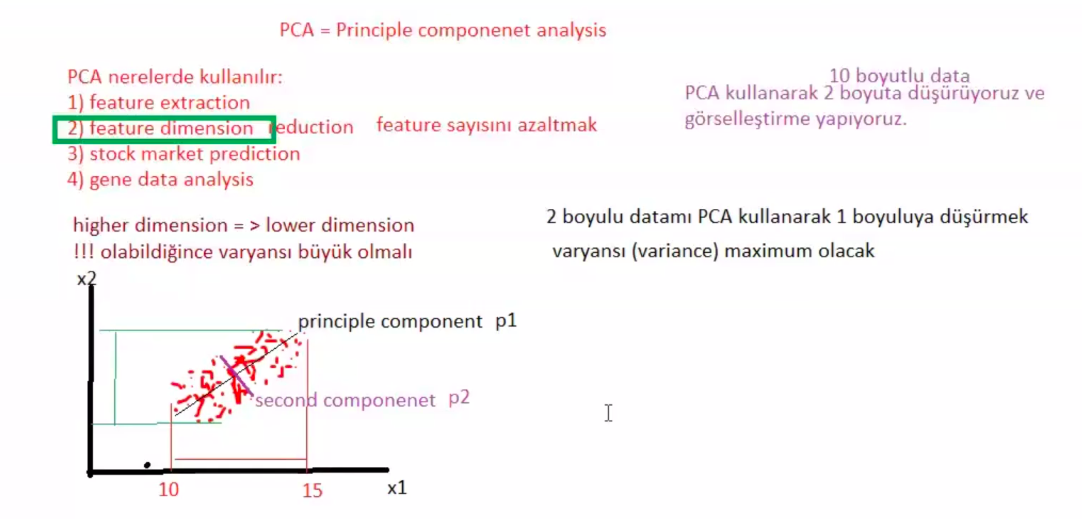 PCA = Principle componenet analysis
PCA nerelerde kullanılır:
1) feature extraction
2) feature dimension reduction feature sayısını azaltmak
3) stock market prediction
4) gene data analysis
10 boyutlu data
PCA kullanarak 2 boyuta düşürüyoruz ve
görselleştirme yapıyoruz.
higher dimension = > lower dimension
!!! olabildiğince varyansı büyük olmalı
2 boyulu datamı PCA kullanarak 1 boyuluya düşürmek
varyansı (variance) maximum olacak
x2
principle component p1
second componenet p2
10 15 x1